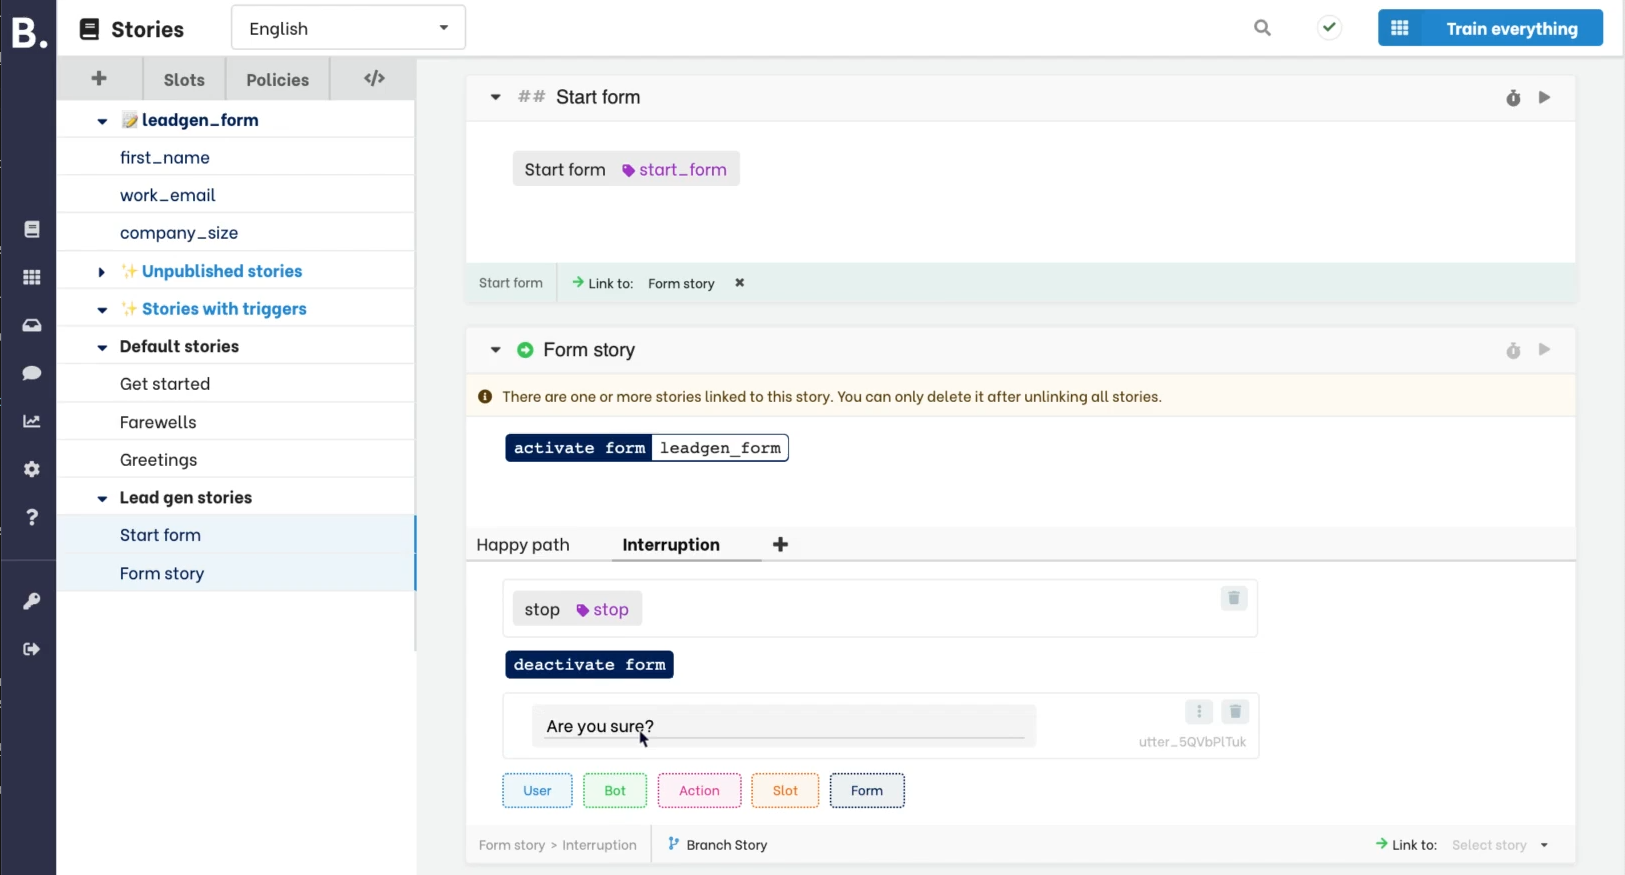 B.
Stories
English
Train everything
Slots
Policies
</>
leadgen_form
first_name
work_email
company_size
Unpublished stories
Stories with triggers
Default stories
Get started
Farewells
Greetings
Lead gen stories
Start form
Form story
## Start form
Start form start_form
Start form
Link to: Form story
Form story
There are one or more stories linked to this story. You can only delete it after unlinking all stories.
activate form leadgen_form
Happy path
Interruption
stop stop
deactivate form
Are you sure?
utter_5QVbPlTuk
User
Bot
Action
Slot
Form
Form story > Interruption
Branch Story
Link to: Select story